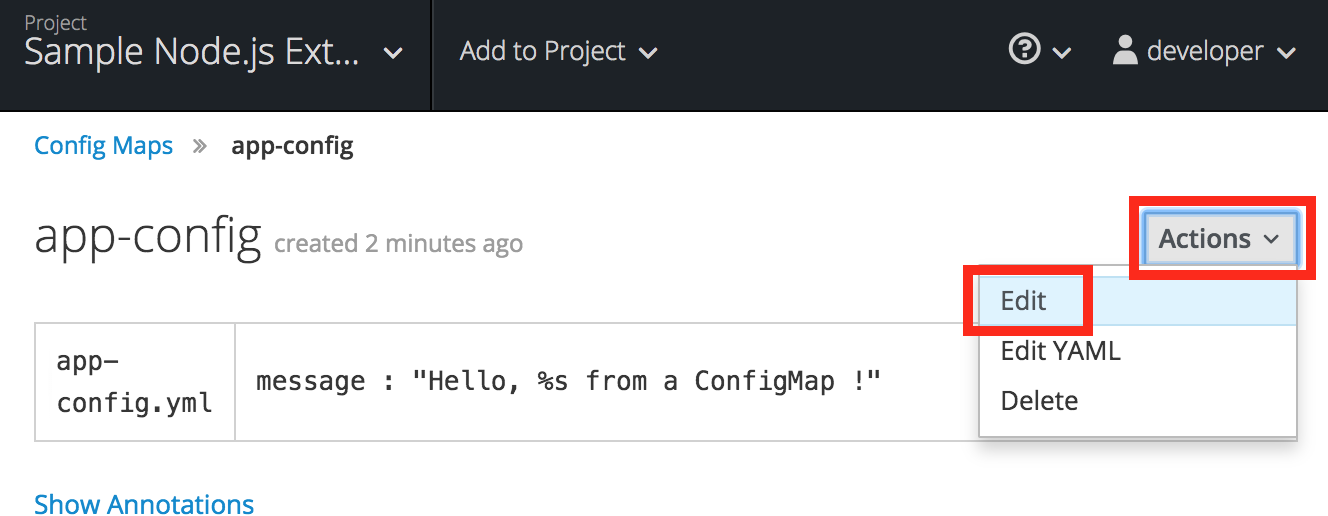 Project
Sample Node.js Ext...
Add to Project
developer
Config Maps » app-config
app-config created 2 minutes ago
Actions
Edit
Edit YAML
Delete
app-
config.yml
message : "Hello, %s from a ConfigMap !"
Show Annotations